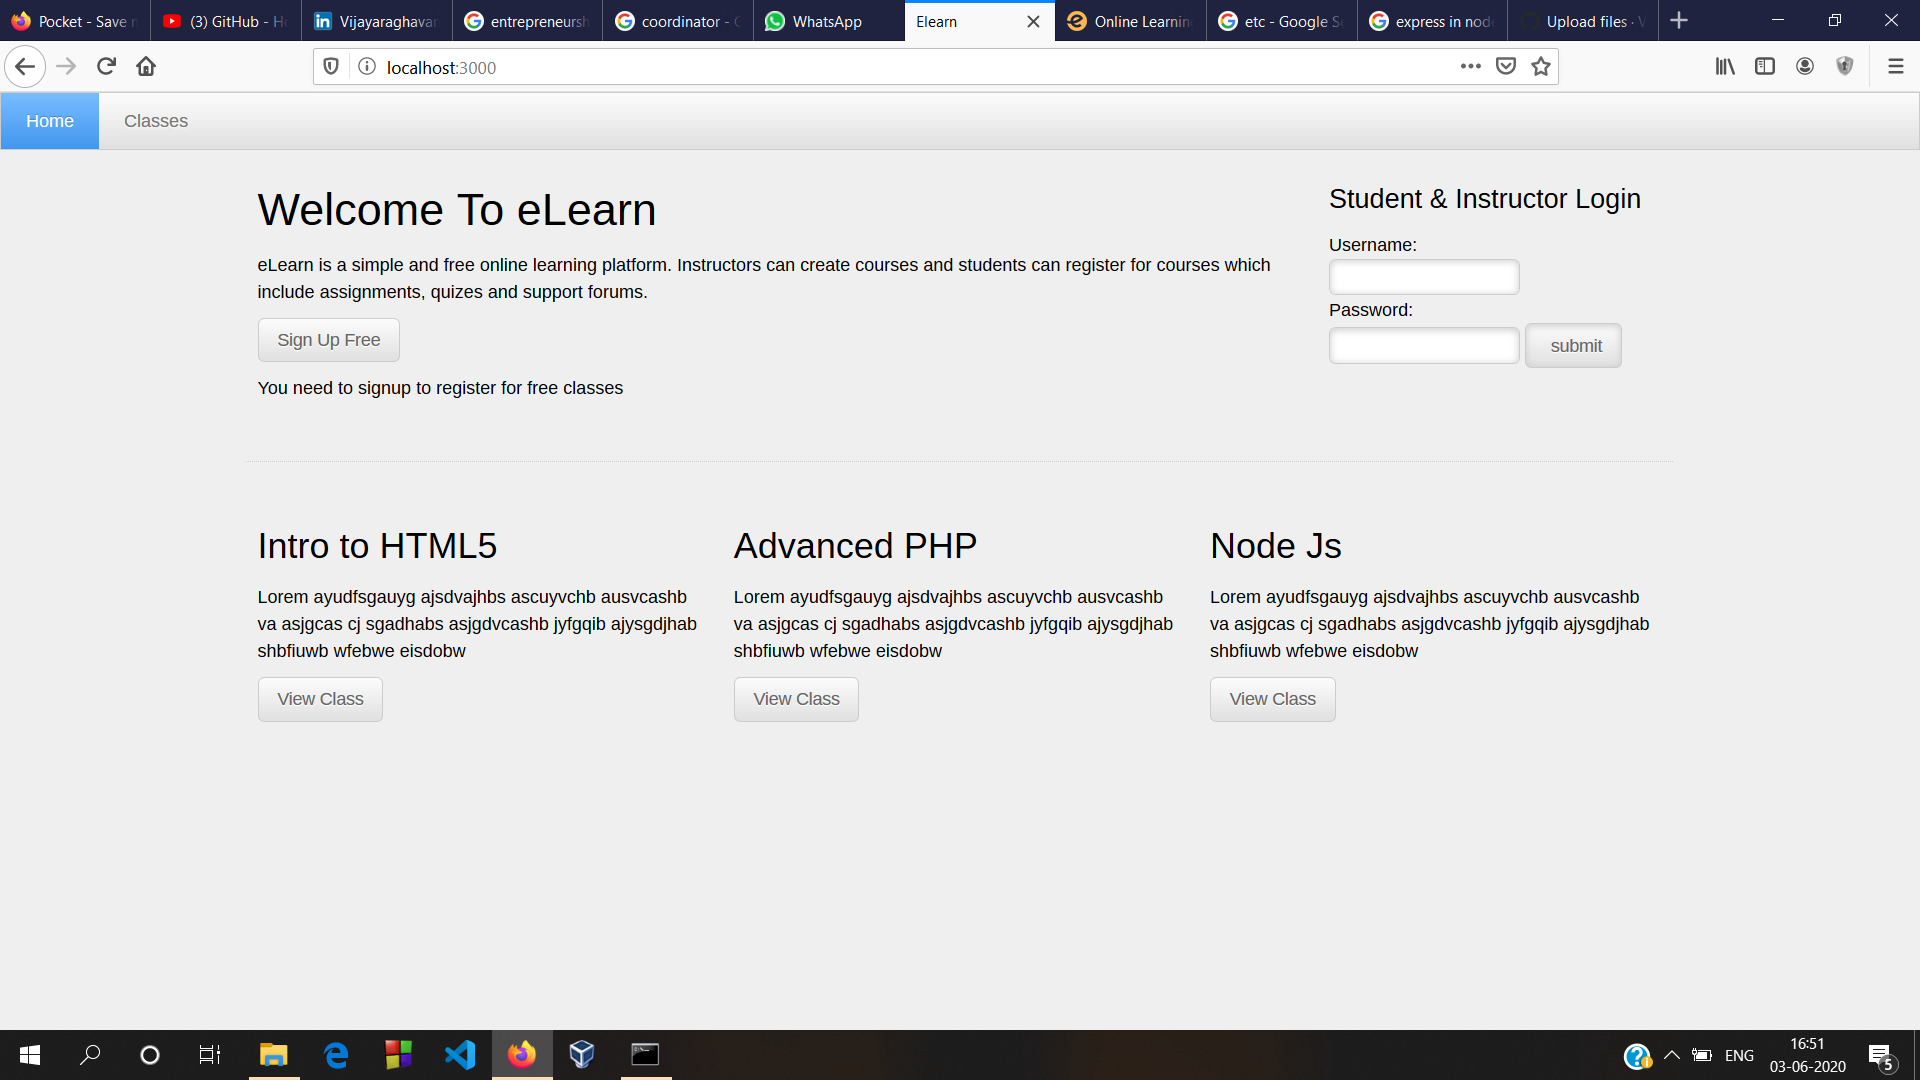 Pocket - Save
(3) GitHub - H
Vijayaraghavan
entrepreneursh
coordinator - G
WhatsApp
Elearn
Online Learnin
etc - Google Se
express in node
Upload files · V
localhost:3000
Home
Classes
Welcome To eLearn
eLearn is a simple and free online learning platform. Instructors can create courses and students can register for courses which
include assignments, quizes and support forums.
Sign Up Free
You need to signup to register for free classes
Student & Instructor Login
Username:
Password:
submit
Intro to HTML5
Lorem ayudfsgauyg ajsdvajhbs ascuyvchb ausvcashb
va asjgcas cj sgadhabs asjgdvcashb jyfgqib ajysgdjhab
shbfiuwb wfebwe eisdobw
View Class
Advanced PHP
Lorem ayudfsgauyg ajsdvajhbs ascuyvchb ausvcashb
va asjgcas cj sgadhabs asjgdvcashb jyfgqib ajysgdjhab
shbfiuwb wfebwe eisdobw
View Class
Node Js
Lorem ayudfsgauyg ajsdvajhbs ascuyvchb ausvcashb
va asjgcas cj sgadhabs asjgdvcashb jyfgqib ajysgdjhab
shbfiuwb wfebwe eisdobw
View Class
ENG
16:51
03-06-2020
5